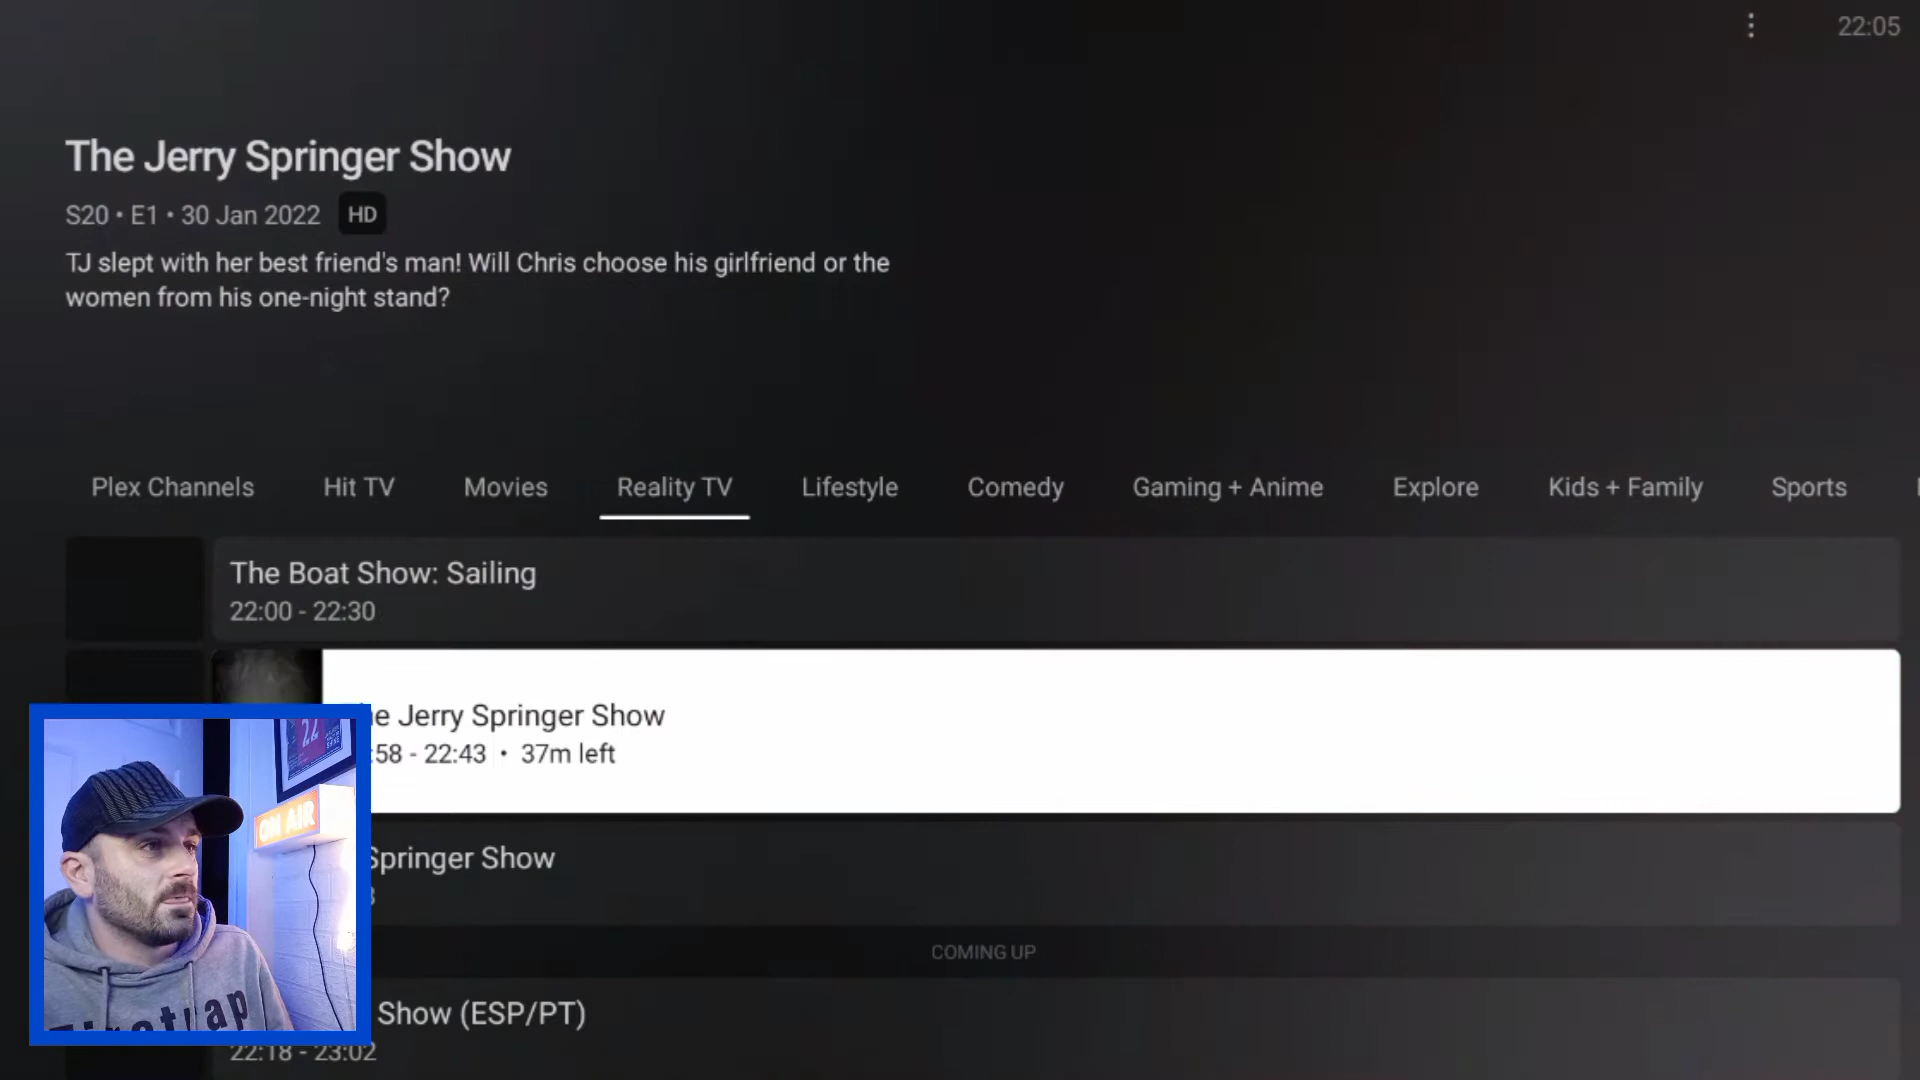 22:05
The Jerry Springer Show
S20 • E1 • 30 Jan 2022 HD
TJ slept with her best friend's man! Will Chris choose his girlfriend or the
women from his one-night stand?
Plex Channels Hit TV Movies Reality TV Lifestyle Comedy Gaming + Anime Explore Kids + Family Sports
The Boat Show: Sailing
22:00 - 22:30
Jerry Springer Show
:58 - 22:43 • 37m left
Springer Show
COMING UP
Show (ESP/PT)
22:18 - 23:02
22
ON AIR